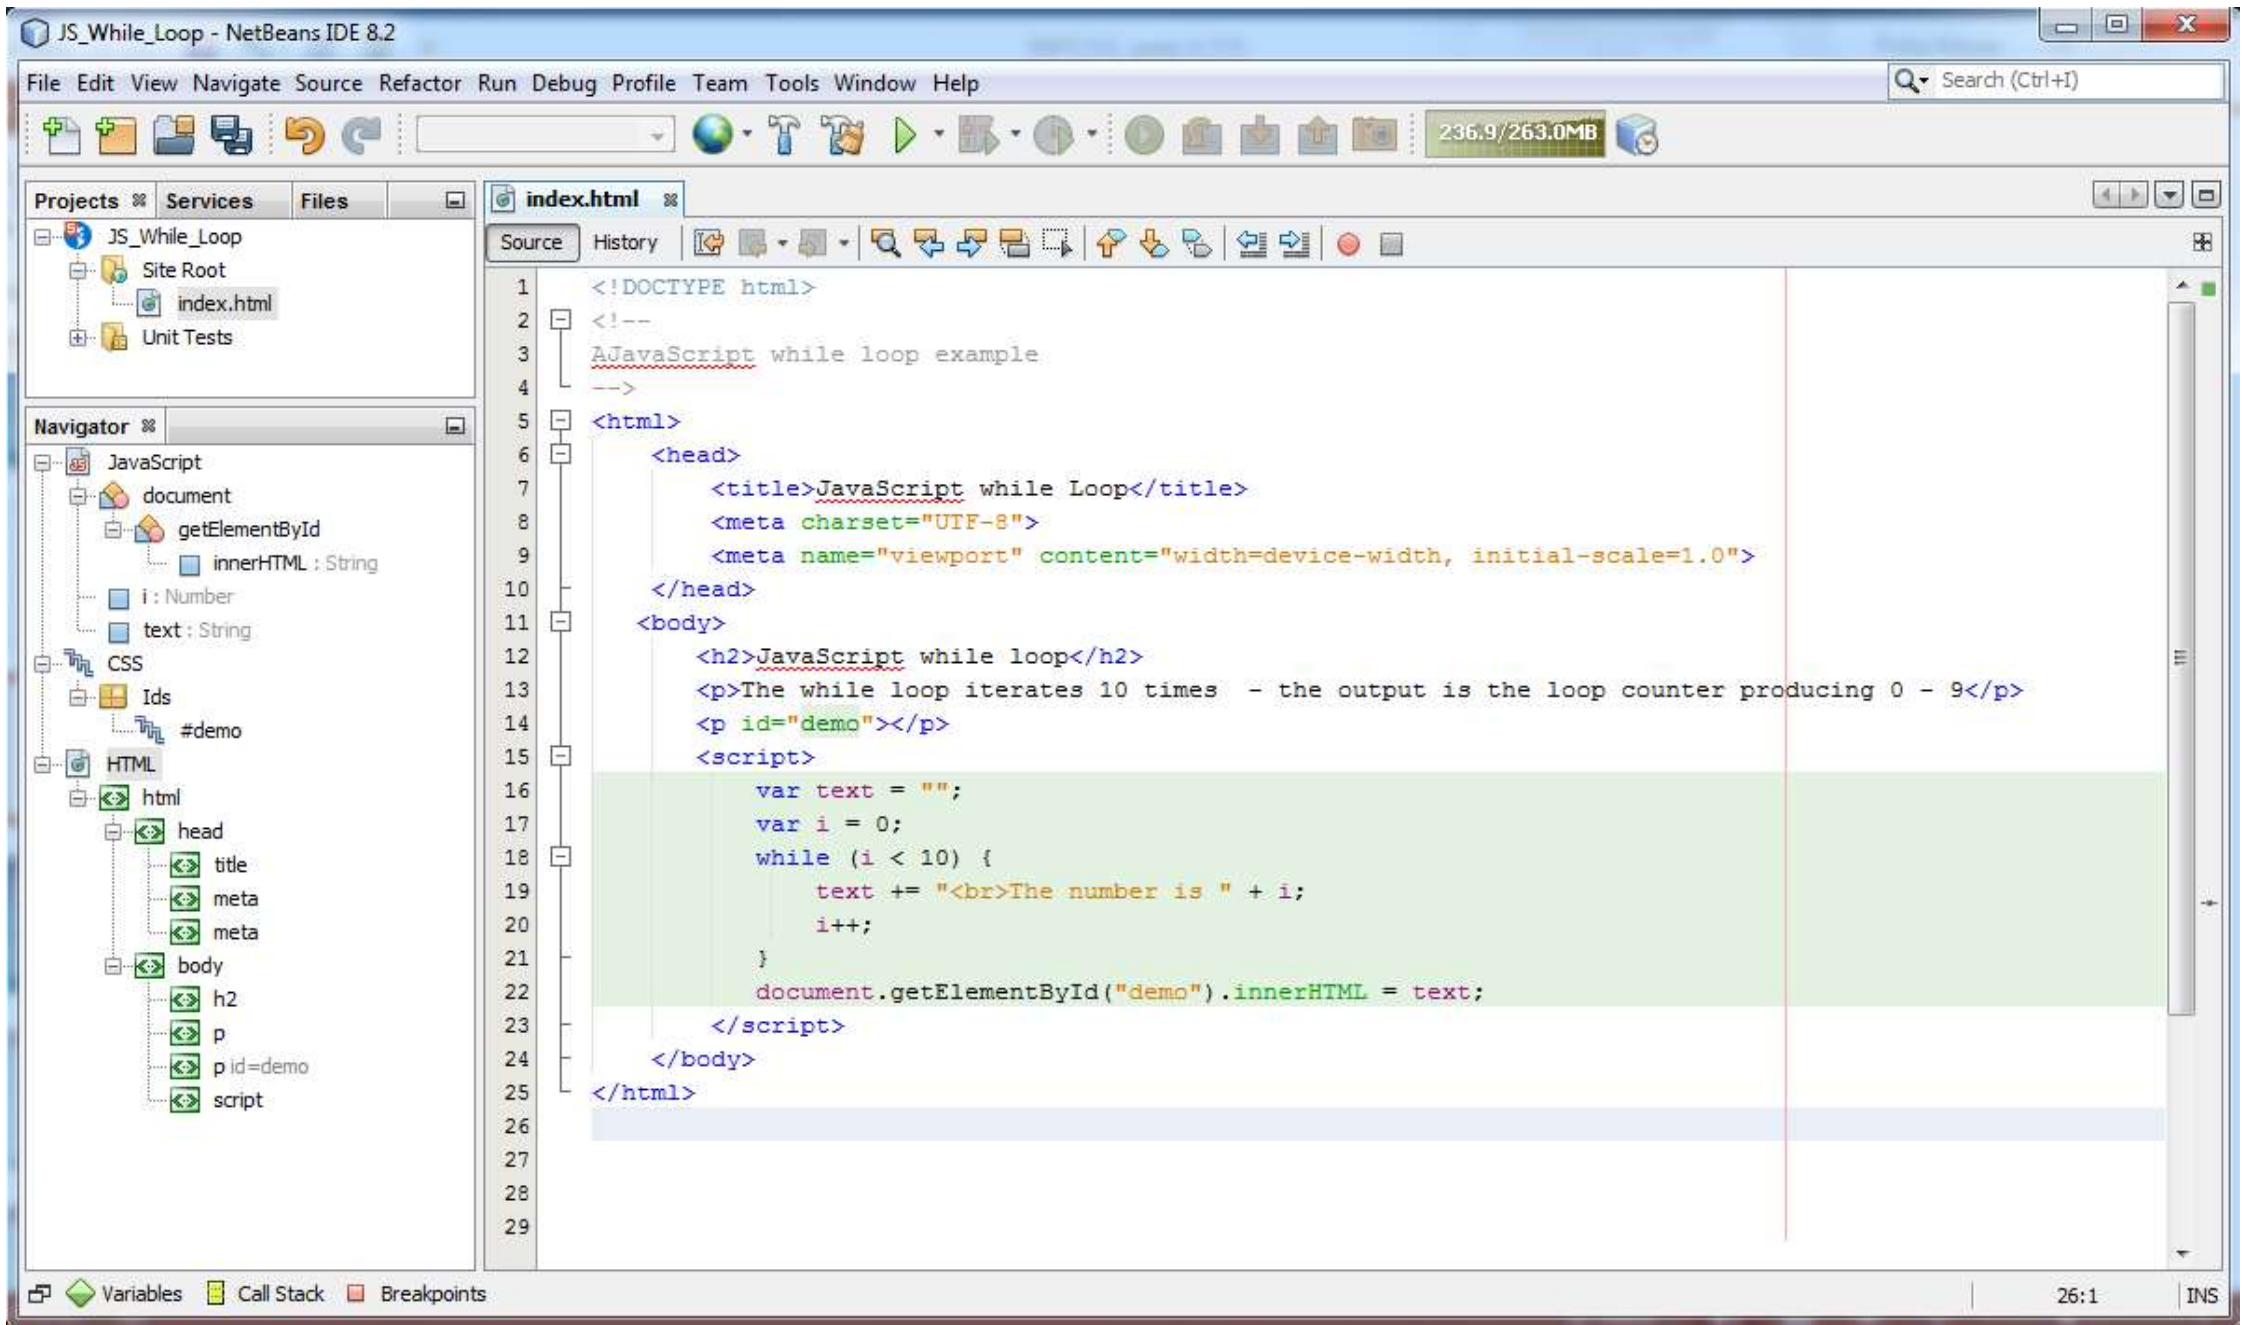 JS_While_Loop - NetBeans IDE 8.2
File Edit View Navigate Source Refactor Run Debug Profile Team Tools Window Help
Search (Ctrl+I)
236.9/263.0MB
Projects Services Files
JS_While_Loop
Site Root
index.html
Unit Tests
Navigator
JavaScript
document
getElementById
innerHTML : String
i : Number
text : String
CSS
Ids
#demo
HTML
html
head
title
meta
meta
body
h2
p
p id=demo
script
index.html
Source History
1 <!DOCTYPE html>
2 <!--
3 AJavaScript while loop example
4 -->
5 <html>
6 <head>
7 <title>JavaScript while Loop</title>
8 <meta charset="UTF-8">
9 <meta name="viewport" content="width=device-width, initial-scale=1.0">
10 </head>
11 <body>
12 <h2>JavaScript while loop</h2>
13 <p>The while loop iterates 10 times  - the output is the loop counter producing 0 - 9</p>
14 <p id="demo"></p>
15 <script>
16 var text = "";
17 var i = 0;
18 while (i < 10) {
19 text += "<br>The number is " + i;
20 i++;
21 }
22 document.getElementById("demo").innerHTML = text;
23 </script>
24 </body>
25 </html>
26
27
28
29
Variables Call Stack Breakpoints
26:1 INS